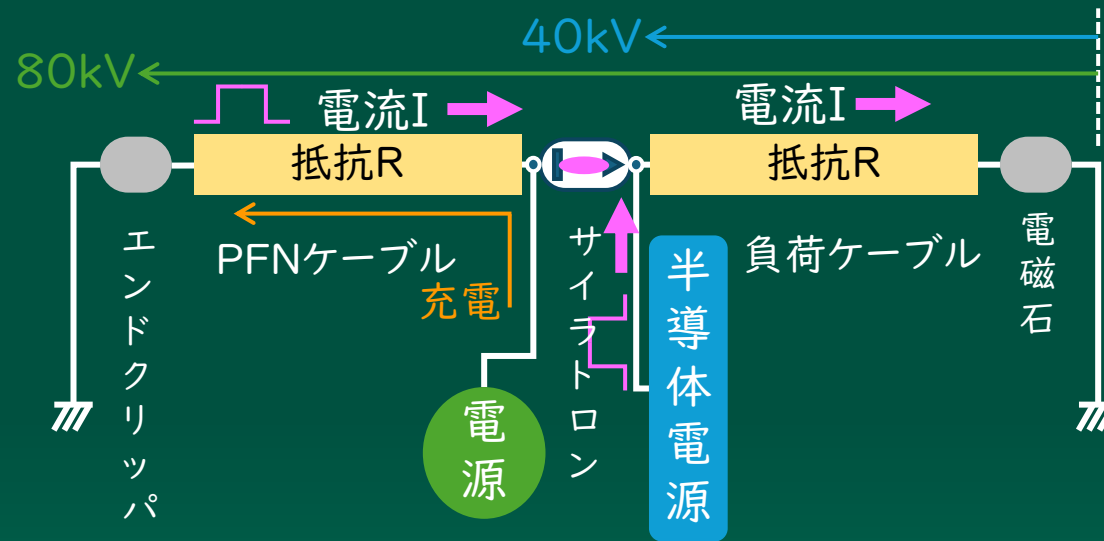 40kV
80kV
電流I
電流I
抵抗R
抵抗R
エンドクリッパ
PFNケーブル
充電
サイラトロン
負荷ケーブル
電磁石
電源
半導体電源